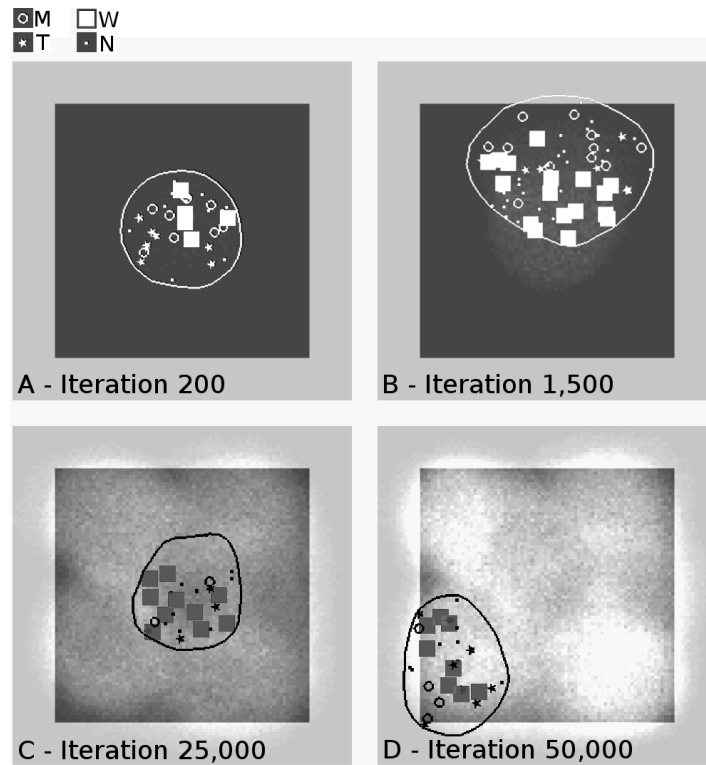 M W
T N
A - Iteration 200
B - Iteration 1,500
C - Iteration 25,000
D - Iteration 50,000